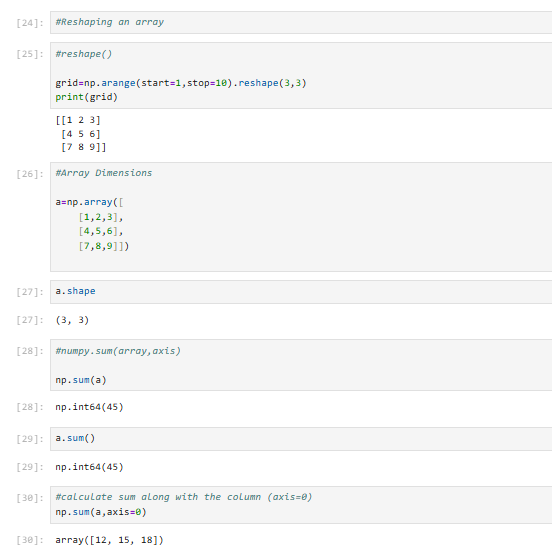 [24]: #Reshaping an array
[25]: #reshape()
grid=np.arange(start=1,stop=10).reshape(3,3)
print(grid)
[[1 2 3]
[4 5 6]
[7 8 9]]
[26]: #Array Dimensions
a=np.array([
[1,2,3],
[4,5,6],
[7,8,9]])
[27]: a.shape
[27]: (3, 3)
[28]: #numpy.sum(array,axis)
np.sum(a)
[28]: np.int64(45)
[29]: a.sum()
[29]: np.int64(45)
[30]: #calculate sum along with the column (axis=0)
np.sum(a,axis=0)
[30]: array([12, 15, 18])